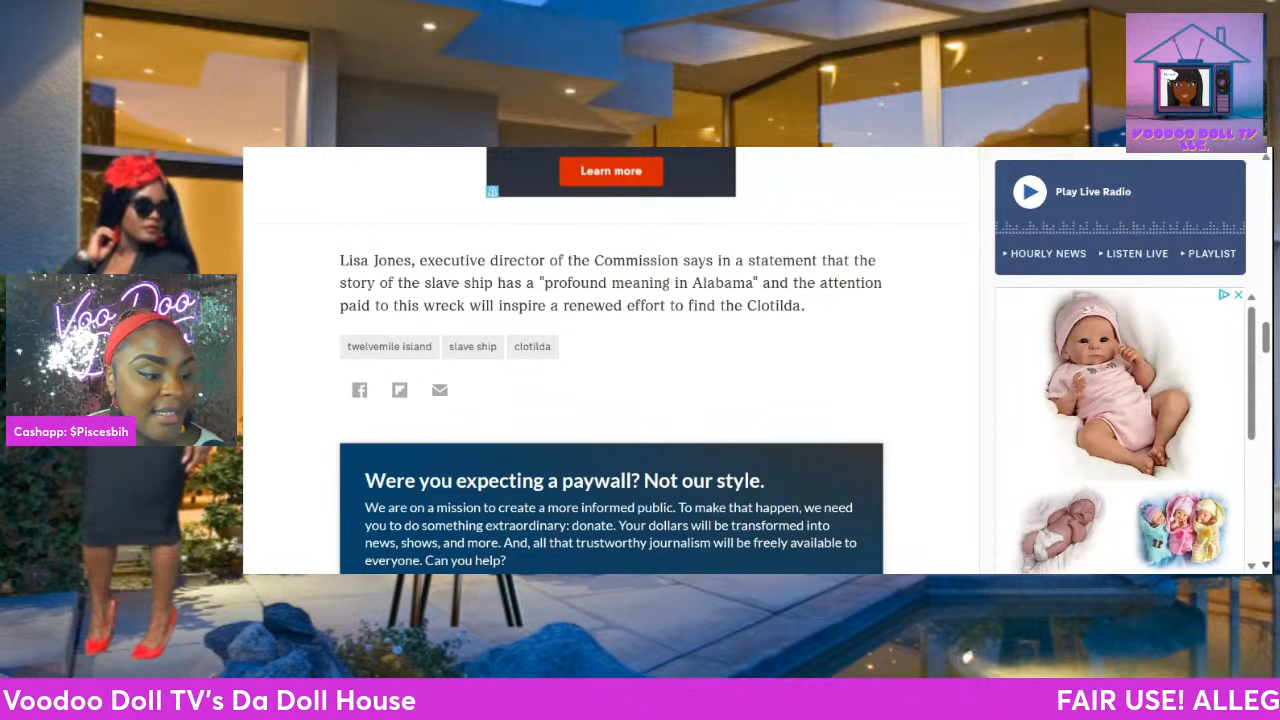 VOODOO DOLL TV
LLC.
Learn more
Play Live Radio
HOURLY NEWS
LISTEN LIVE
PLAYLIST
Lisa Jones, executive director of the Commission says in a statement that the
story of the slave ship has a "profound meaning in Alabama" and the attention
paid to this wreck will inspire a renewed effort to find the Clotilda.
twelvemile island
slave ship
clotilda
Voo Doo
Cashapp: $Piscesbih
Were you expecting a paywall? Not our style.
We are on a mission to create a more informed public. To make that happen, we need
you to do something extraordinary: donate. Your dollars will be transformed into
news, shows, and more. And, all that trustworthy journalism will be freely available to
everyone. Can you help?
Voodoo Doll TV's Da Doll House
FAIR USE! ALLEG